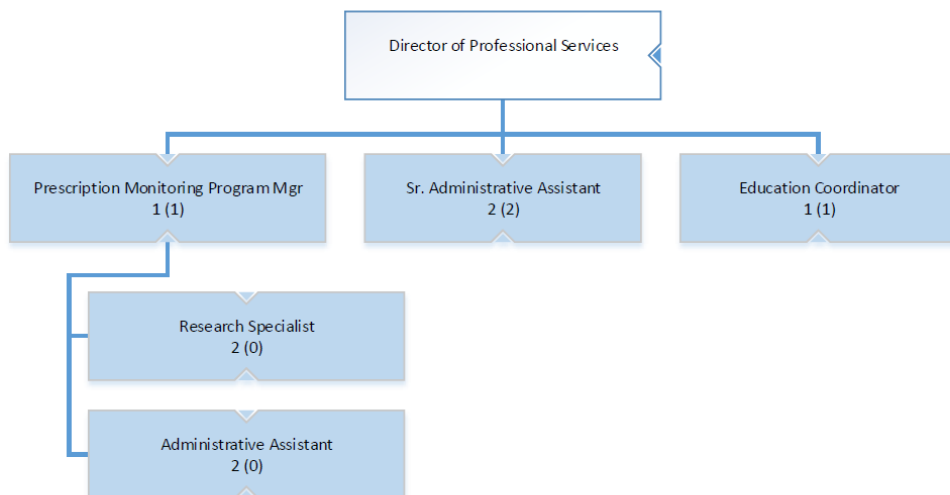 Director of Professional Services
Prescription Monitoring Program Mgr
1 (1)
Sr. Administrative Assistant
2 (2)
Education Coordinator
1 (1)
Research Specialist
2 (0)
Administrative Assistant
2 (0)